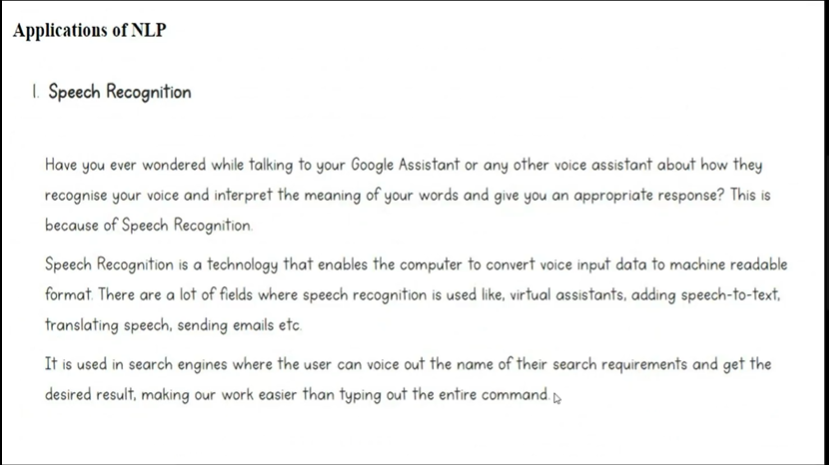 Applications of NLP
1. Speech Recognition
Have you ever wondered while talking to your Google Assistant or any other voice assistant about how they
recognise your voice and interpret the meaning of your words and give you an appropriate response? This is
because of Speech Recognition.
Speech Recognition is a technology that enables the computer to convert voice input data to machine readable
format. There are a lot of fields where speech recognition is used like, virtual assistants, adding speech-to-text,
translating speech, sending emails etc.
It is used in search engines where the user can voice out the name of their search requirements and get the
desired result, making our work easier than typing out the entire command.